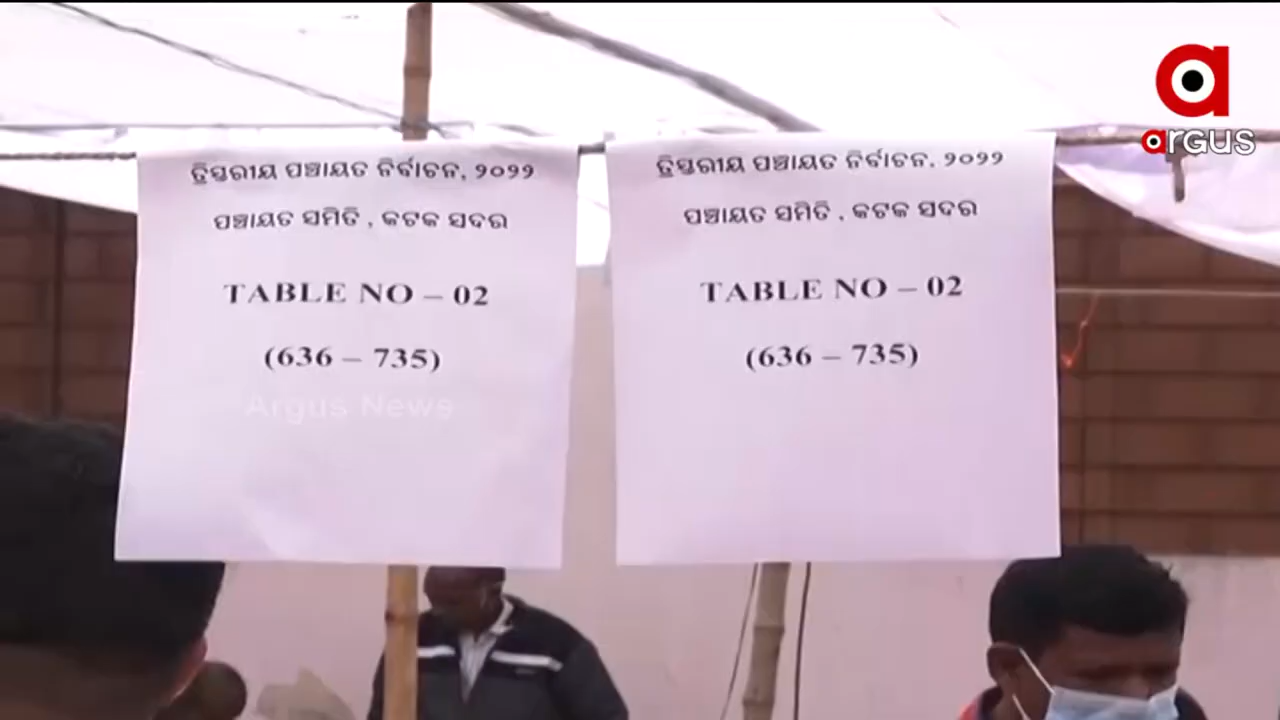 ତ୍ରିସ୍ତରୀୟ ପଞ୍ଚାୟତ ନିର୍ବାଚନ, ୨୦୨୨
ପଞ୍ଚାୟତ ସମିତି , କଟକ ସଦର
TABLE NO – 02
(636 – 735)
Argus News
ତ୍ରିସ୍ତରୀୟ ପଞ୍ଚାୟତ ନିର୍ବାଚନ, ୨୦୨୨
ପଞ୍ଚାୟତ ସମିତି , କଟକ ସଦର
TABLE NO – 02
(636 – 735)
a
argus